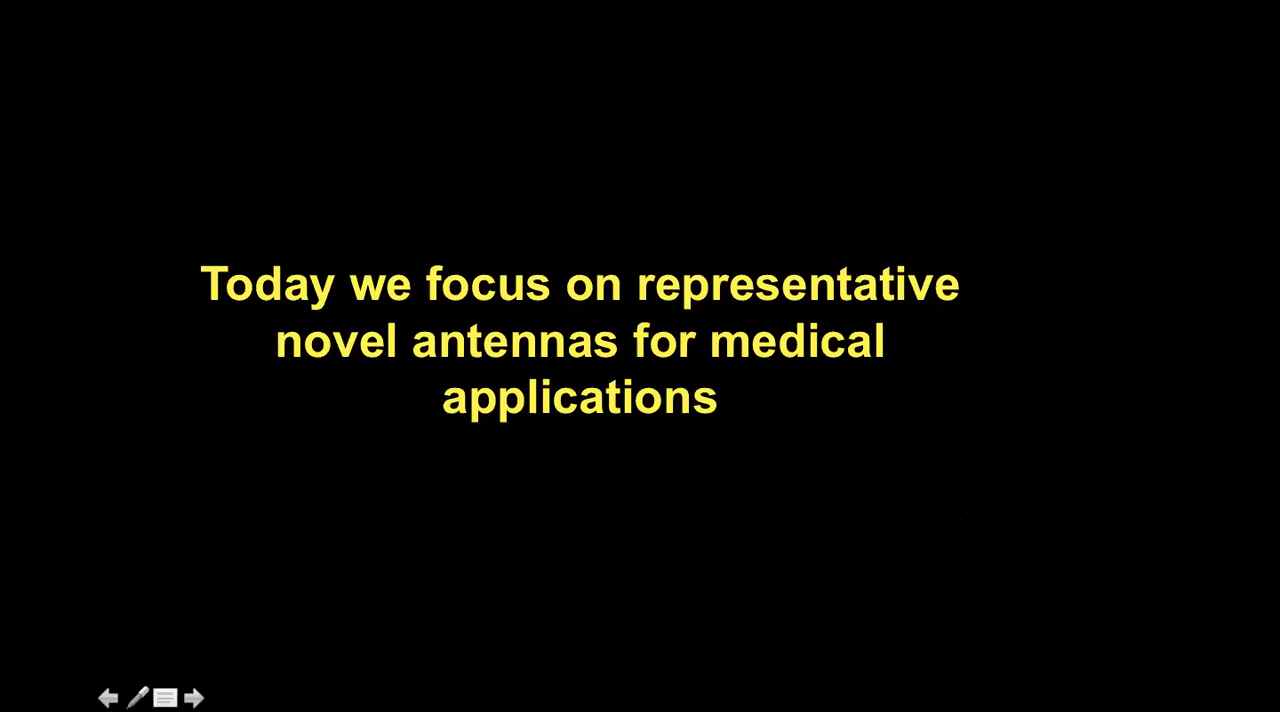 Today we focus on representative
novel antennas for medical
applications